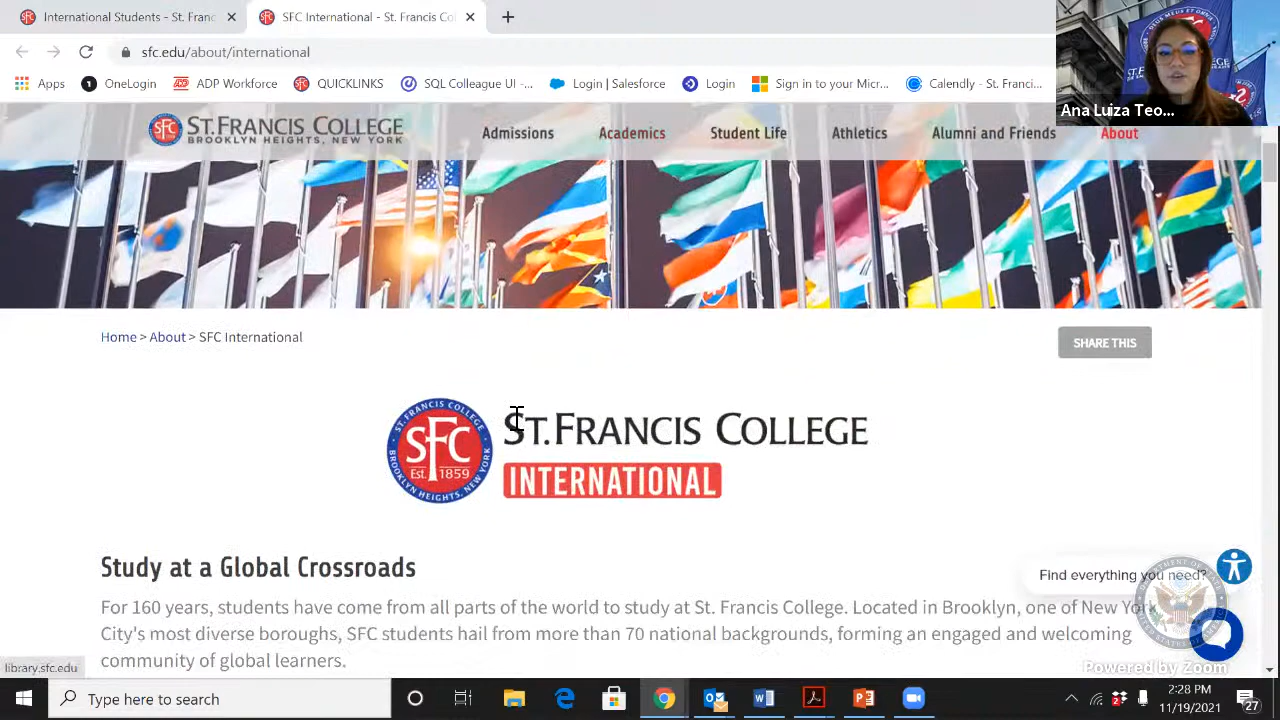 International Students - St. Franc
SFC International - St. Francis Col
sfc.edu/about/international
Apps
OneLogin
ADP Workforce
QUICKLINKS
SQL Colleague UI -...
Login | Salesforce
Login
Sign in to your Micr...
Calendly - St. Franci...
Ana Luiza Teo...
SFC
ST. FRANCIS COLLEGE
BROOKLYN HEIGHTS, NEW YORK
Admissions
Academics
Student Life
Athletics
Alumni and Friends
About
Home > About > SFC International
SHARE THIS
ST. FRANCIS COLLEGE
SFC
Est. 1859
BROOKLYN HEIGHTS, NEW YORK
ST. FRANCIS COLLEGE
INTERNATIONAL
Study at a Global Crossroads
For 160 years, students have come from all parts of the world to study at St. Francis College. Located in Brooklyn, one of New York
City's most diverse boroughs, SFC students hail from more than 70 national backgrounds, forming an engaged and welcoming
community of global learners.
Find everything you need?
library.sfc.edu
Powered by Zoom
Type here to search
2:28 PM
11/19/2021
27